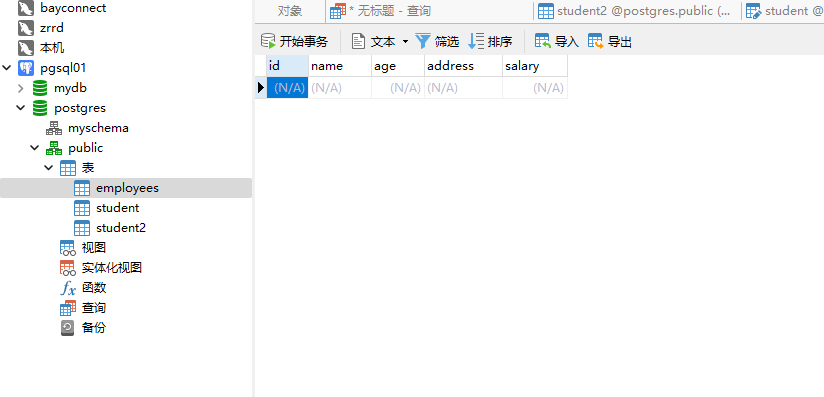 bayconnect
zrrd
本机
pgsql01
mydb
postgres
myschema
public
表
employees
student
student2
视图
实体化视图
fx 函数
查询
备份
对象 * 无标题 - 查询 student2 @postgres.public (... student @
开始事务 文本 筛选 排序 导入 导出
id name age address salary
(N/A) (N/A) (N/A) (N/A) (N/A)